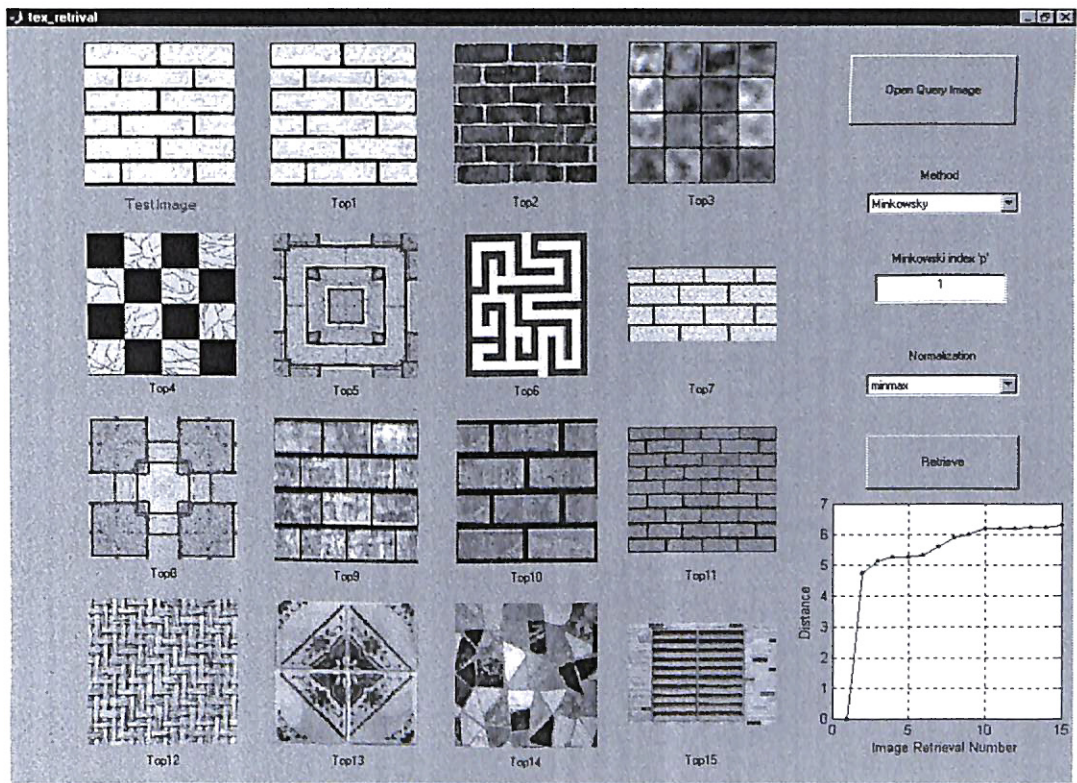 tex_retrival
TestImage
Top1
Top2
Top3
Open Query Image
Method
Minkowsky
Minkowski index 'p'
1
Top4
Top5
Top6
Top7
Normalization
minmax
Top8
Top9
Top10
Top11
Retrieve
Top12
Top13
Top14
Top15
7
6
5
4
3
2
1
0
Distance
0
5
10
15
Image Retrieval Number